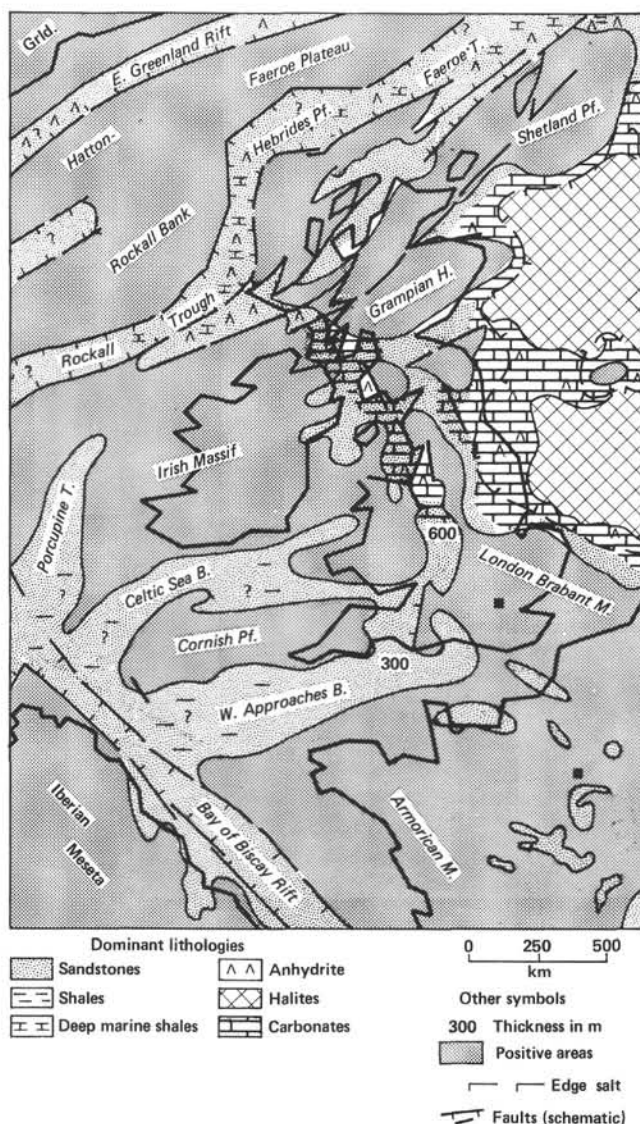 Grld.
E. Greenland Rift
Faeroe Plateau
Faeroe T.
Hatton-
Hebrides Pf.
Shetland Pf.
?
?
Rockall Bank
Grampian H.
Trough
?
Rockall
Irish Massif
Porcupine T.
600
London Brabant M.
Celtic Sea B.
?
?
?
Cornish Pf.
300
W. Approaches B.
?
Iberian
Meseta
Bay of Biscay Rift
Armorican M.
Dominant lithologies
Sandstones
Shales
Deep marine shales
Anhydrite
Halites
Carbonates
0 250 500
km
Other symbols
300 Thickness in m
Positive areas
Edge salt
Faults (schematic)